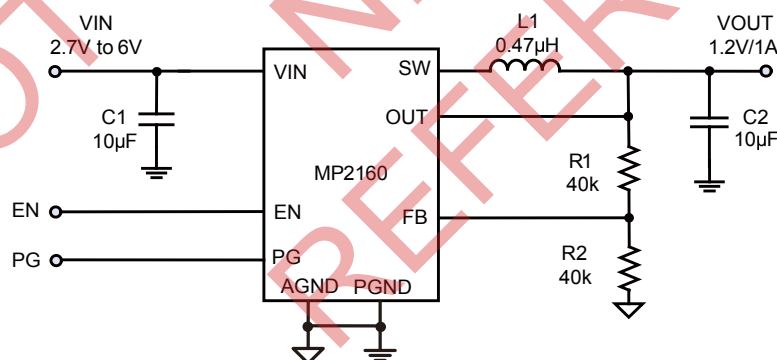 VIN
2.7V to 6V
C1
10µF
EN
PG
VIN
EN
PG
AGND PGND
MP2160
SW
OUT
FB
L1
0.47µH
R1
40k
R2
40k
VOUT
1.2V/1A
C2
10µF